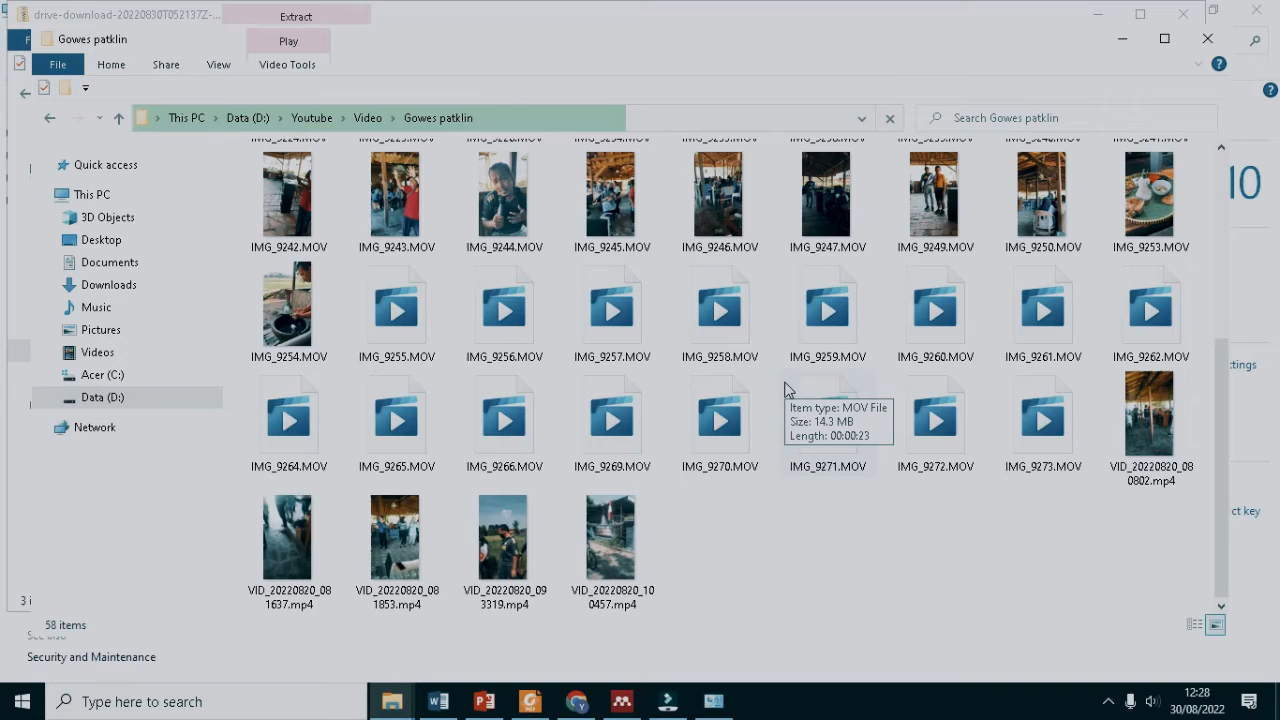 drive-download-20220830T052137Z-...
Extract
Gowes patklin
Play
File
Home
Share
View
Video Tools
This PC
Data (D:)
Youtube
Video
Gowes patklin
Search Gowes patklin
Quick access
This PC
3D Objects
Desktop
Documents
Downloads
Music
Pictures
Videos
Acer (C:)
Data (D:)
Network
IMG_9242.MOV
IMG_9243.MOV
IMG_9244.MOV
IMG_9245.MOV
IMG_9246.MOV
IMG_9247.MOV
IMG_9249.MOV
IMG_9250.MOV
IMG_9253.MOV
IMG_9254.MOV
IMG_9255.MOV
IMG_9256.MOV
IMG_9257.MOV
IMG_9258.MOV
IMG_9259.MOV
IMG_9260.MOV
IMG_9261.MOV
IMG_9262.MOV
IMG_9264.MOV
IMG_9265.MOV
IMG_9266.MOV
IMG_9269.MOV
IMG_9270.MOV
IMG_9271.MOV
IMG_9272.MOV
IMG_9273.MOV
VID_20220820_08
0802.mp4
Item type: MOV File
Size: 14.3 MB
Length: 00:00:23
VID_20220820_08
1637.mp4
VID_20220820_08
1853.mp4
VID_20220820_09
3319.mp4
VID_20220820_10
0457.mp4
10
ttings
ct key
3 i
58 items
Security and Maintenance
Type here to search
12:28
30/08/2022